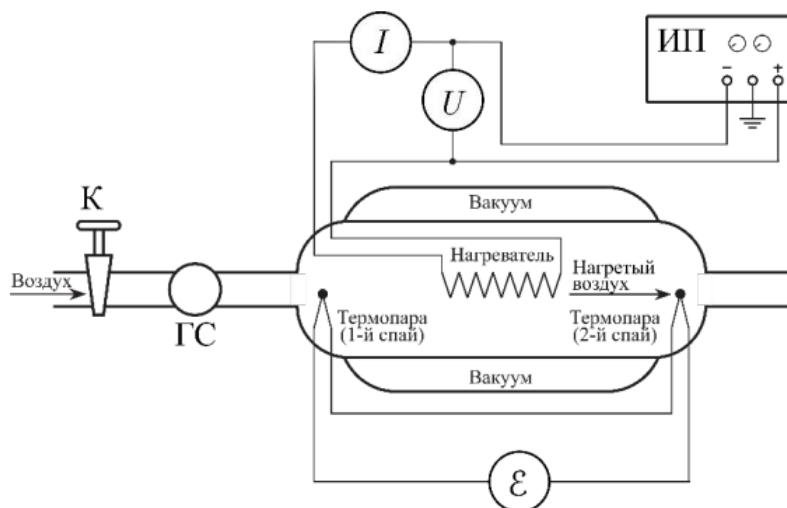 I
U
ИП
−
+
К
Воздух
ГС
Вакуум
Нагреватель
Нагретый
воздух
Термопара
(1-й спай)
Термопара
(2-й спай)
Вакуум
ℰ